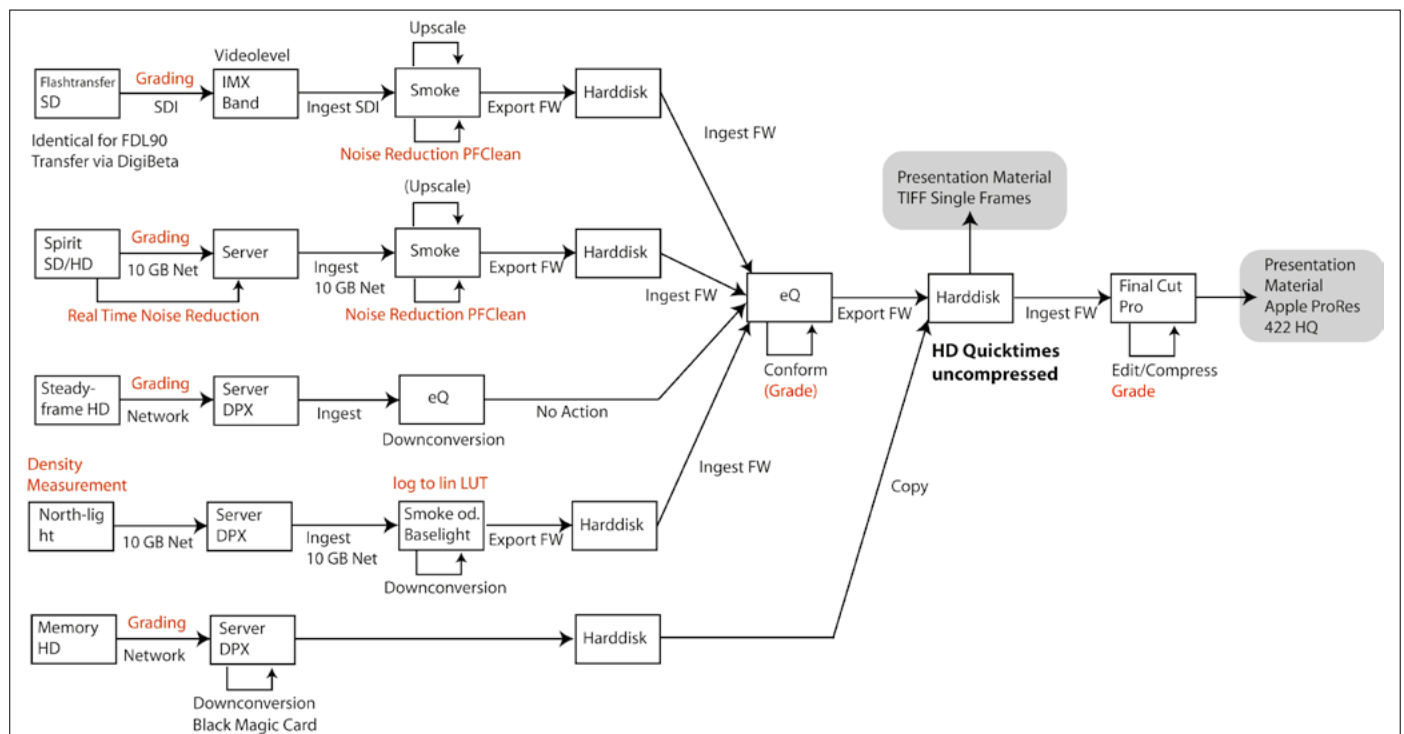 Upscale
Videolevel
Flashtransfer
SD
Grading
SDI
IMX
Band
Ingest SDI
Smoke
Export FW
Harddisk
Identical for FDL90
Transfer via DigiBeta
Noise Reduction PFClean
Ingest FW
(Upscale)
Spirit
SD/HD
Grading
10 GB Net
Server
Ingest
10 GB Net
Smoke
Export FW
Harddisk
Ingest FW
Real Time Noise Reduction
Noise Reduction PFClean
Presentation Material
TIFF Single Frames
eQ
Export FW
Harddisk
Ingest FW
Final Cut
Pro
Presentation
Material
Apple ProRes
422 HQ
Conform
(Grade)
HD Quicktimes
uncompressed
Edit/Compress
Grade
Steady-
frame HD
Grading
Network
Server
DPX
Ingest
eQ
No Action
Downconversion
Density
Measurement
North-lig
ht
10 GB Net
Server
DPX
Ingest
10 GB Net
log to lin LUT
Smoke od.
Baselight
Export FW
Harddisk
Ingest FW
Downconversion
Copy
Memory
HD
Grading
Network
Server
DPX
Harddisk
Downconversion
Black Magic Card